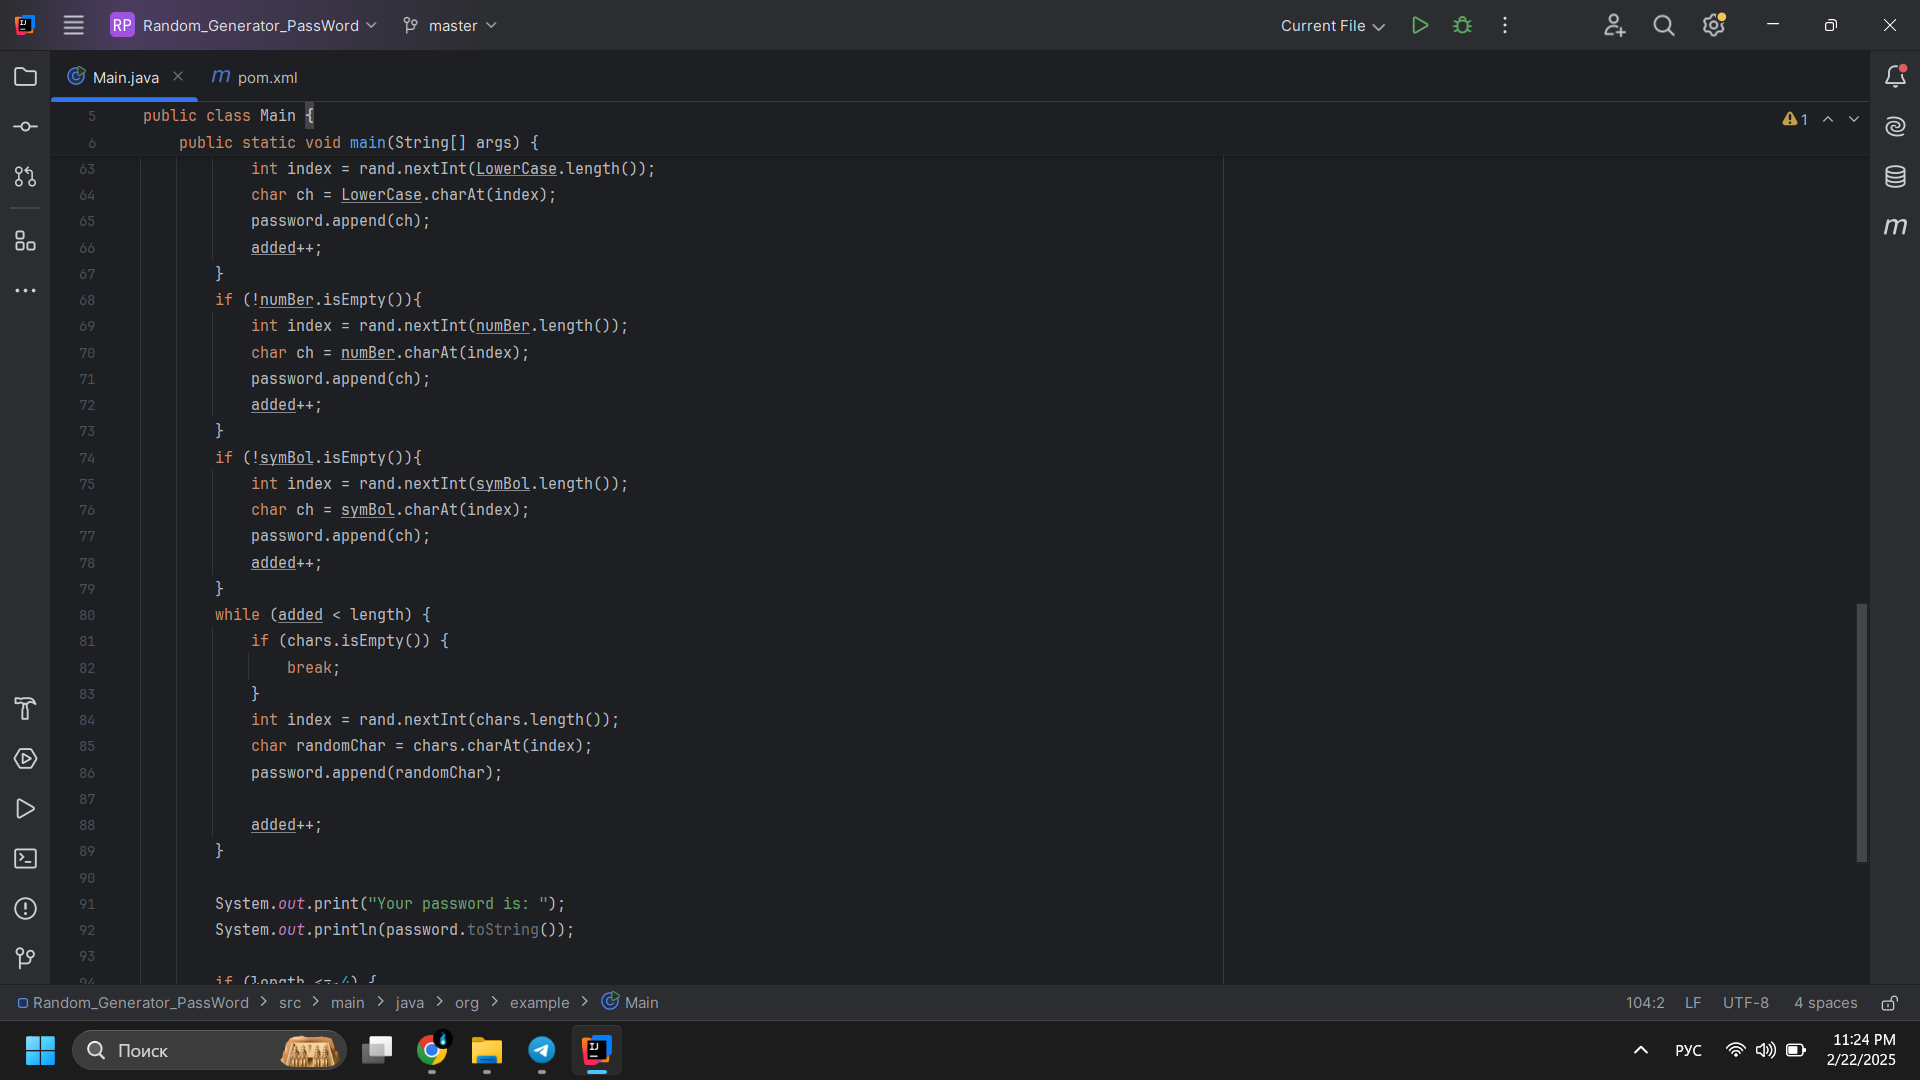 RP Random_Generator_PassWord master Current File
Main.java pom.xml
5 public class Main {
6 public static void main(String[] args) {
1
63 int index = rand.nextInt(LowerCase.length());
64 char ch = LowerCase.charAt(index);
65 password.append(ch);
66 added++;
67 }
68 if (!numBer.isEmpty()){
69 int index = rand.nextInt(numBer.length());
70 char ch = numBer.charAt(index);
71 password.append(ch);
72 added++;
73 }
74 if (!symBol.isEmpty()){
75 int index = rand.nextInt(symBol.length());
76 char ch = symBol.charAt(index);
77 password.append(ch);
78 added++;
79 }
80 while (added < length) {
81 if (chars.isEmpty()) {
82 break;
83 }
84 int index = rand.nextInt(chars.length());
85 char randomChar = chars.charAt(index);
86 password.append(randomChar);
87
88 added++;
89 }
90
91 System.out.print("Your password is: ");
92 System.out.println(password.toString());
93
94 if (length <= 4) {
Random_Generator_PassWord > src > main > java > org > example > Main
104:2 LF UTF-8 4 spaces
Поиск
РУС
11:24 PM
2/22/2025